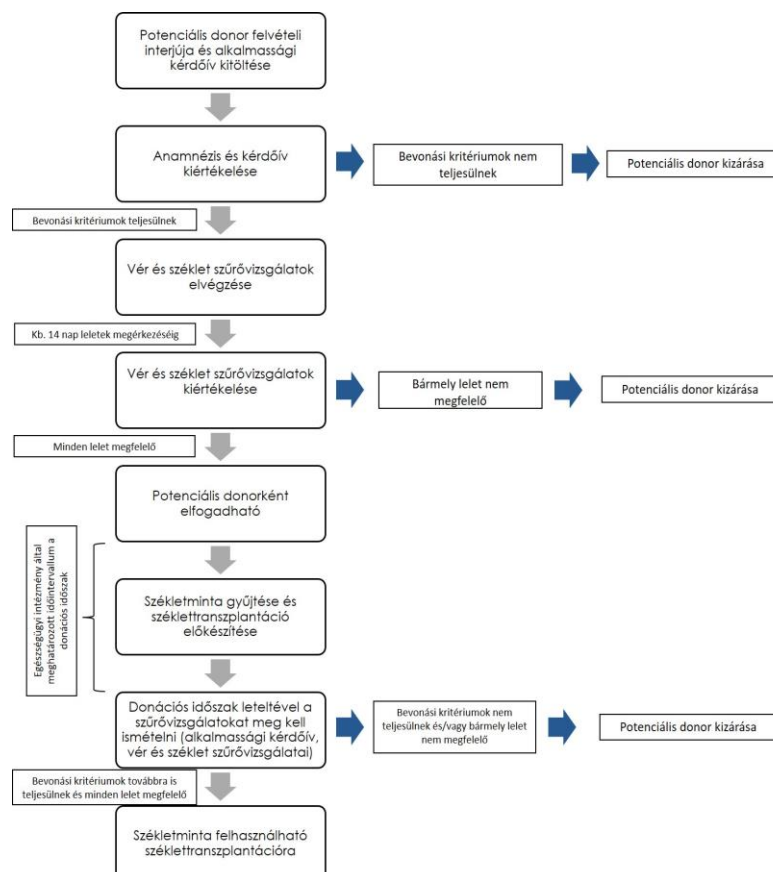 Potenciális donor felvételi
interjúja és alkalmassági
kérdőív kitöltése
Anamnézis és kérdőív
kiértékelése
Bevonási kritériumok nem
teljesülnek
Potenciális donor kizárása
Bevonási kritériumok teljesülnek
Vér és széklet szűrővizsgálatok
elvégzése
Kb. 14 nap leletek megérkezéséig
Vér és széklet szűrővizsgálatok
kiértékelése
Bármely lelet nem
megfelelő
Potenciális donor kizárása
Minden lelet megfelelő
Potenciális donorként
elfogadható
Egészségügyi intézmény által
meghatározott időintervallum a
donációs időszak
Székletminta gyűjtése és
széklettranszplantáció
előkészítése
Donációs időszak leteltével a
szűrővizsgálatokat meg kell
ismételni (alkalmassági kérdőív,
vér és széklet szűrővizsgálatai)
Bevonási kritériumok nem
teljesülnek és/vagy bármely lelet
nem megfelelő
Potenciális donor kizárása
Bevonási kritériumok továbbra is
teljesülnek és minden lelet megfelelő
Székletminta felhasználható
széklettranszplantációra